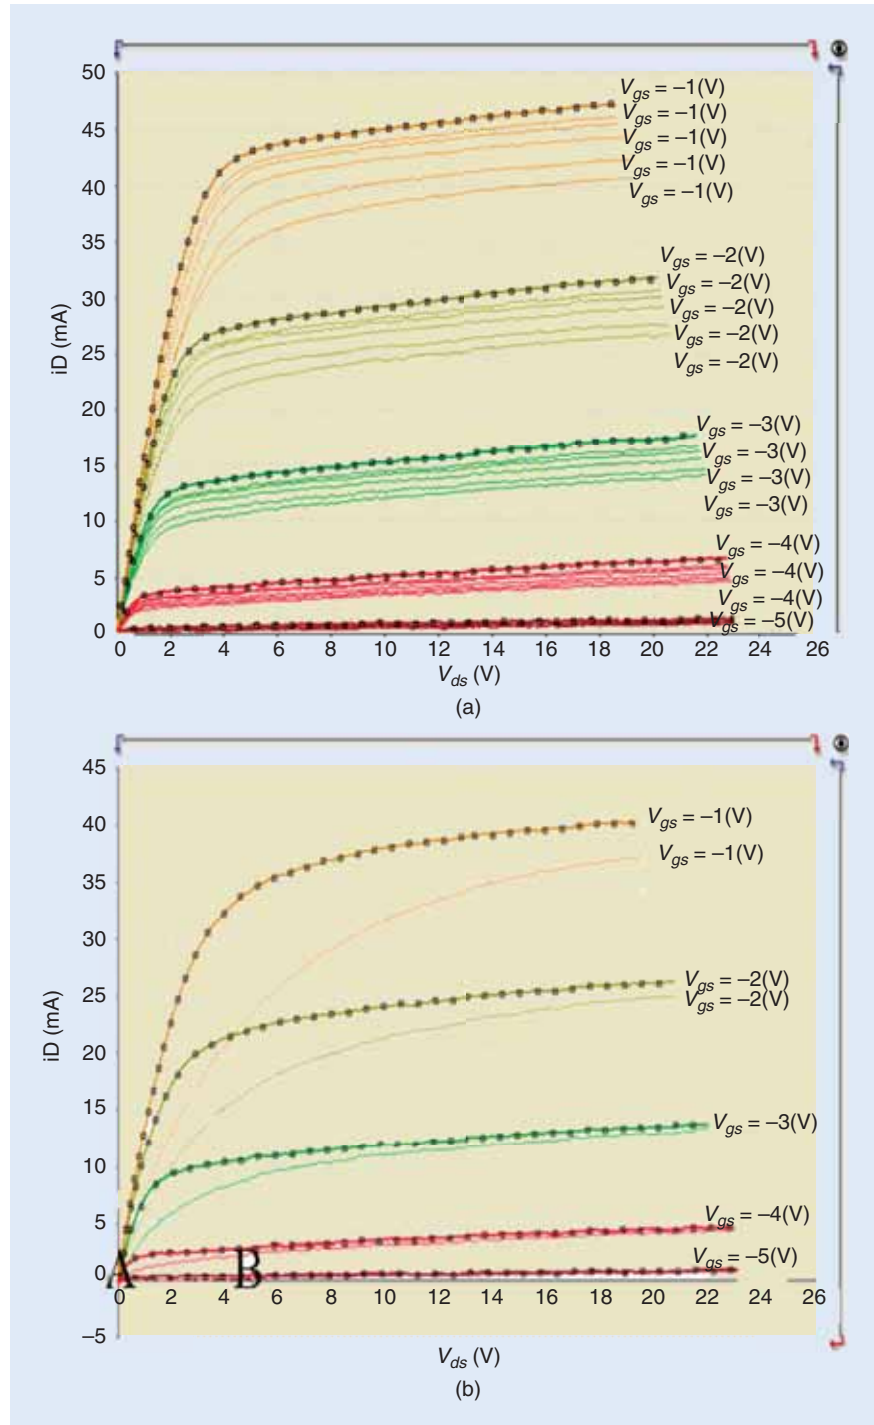 50
45
40
35
30
25
20
15
10
5
0
iD (mA)
Vgs = –1(V)
Vgs = –1(V)
Vgs = –1(V)
Vgs = –1(V)
Vgs = –1(V)
Vgs = –2(V)
Vgs = –2(V)
Vgs = –2(V)
Vgs = –2(V)
Vgs = –2(V)
Vgs = –3(V)
Vgs = –3(V)
Vgs = –3(V)
Vgs = –3(V)
Vgs = –4(V)
Vgs = –4(V)
Vgs = –4(V)
Vgs = –5(V)
0 2 4 6 8 10 12 14 16 18 20 22 24 26
Vds (V)
(a)
45
40
35
30
25
20
15
10
5
0
–5
iD (mA)
Vgs = –1(V)
Vgs = –1(V)
Vgs = –2(V)
Vgs = –2(V)
Vgs = –3(V)
Vgs = –4(V)
Vgs = –5(V)
A B
0 2 4 6 8 10 12 14 16 18 20 22 24 26
Vds (V)
(b)